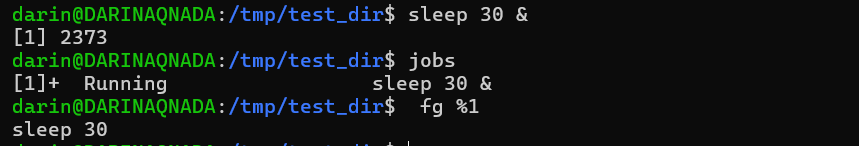 darin@DARINAQNADA:/tmp/test_dir$ sleep 30 &
[1] 2373
darin@DARINAQNADA:/tmp/test_dir$ jobs
[1]+  Running                 sleep 30 &
darin@DARINAQNADA:/tmp/test_dir$  fg %1
sleep 30